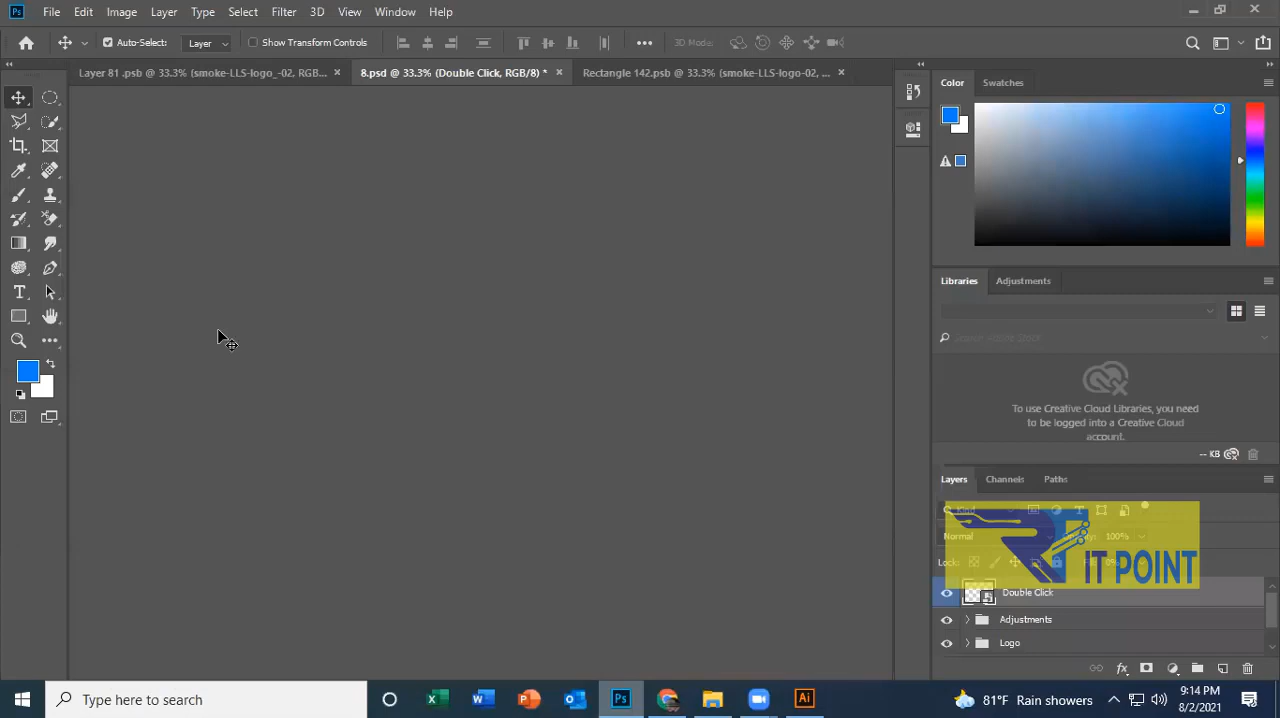 File Edit Image Layer Type Select Filter 3D View Window Help
Auto-Select: Layer Show Transform Controls 3D Mode:
Layer 81 .psb @ 33.3% (smoke-LLS-logo_-02, RGB... 8.psd @ 33.3% (Double Click, RGB/8) * Rectangle 142.psb @ 33.3% (smoke-LLS-logo-02, ...
Color Swatches
Libraries Adjustments
To use Creative Cloud Libraries, you need
to be logged into a Creative Cloud
account.
-- KB
Layers Channels Paths
Normal Opacity: 100%
Lock:
IT POINT
Double Click
Adjustments
Logo
Type here to search
81°F Rain showers
9:14 PM
8/2/2021